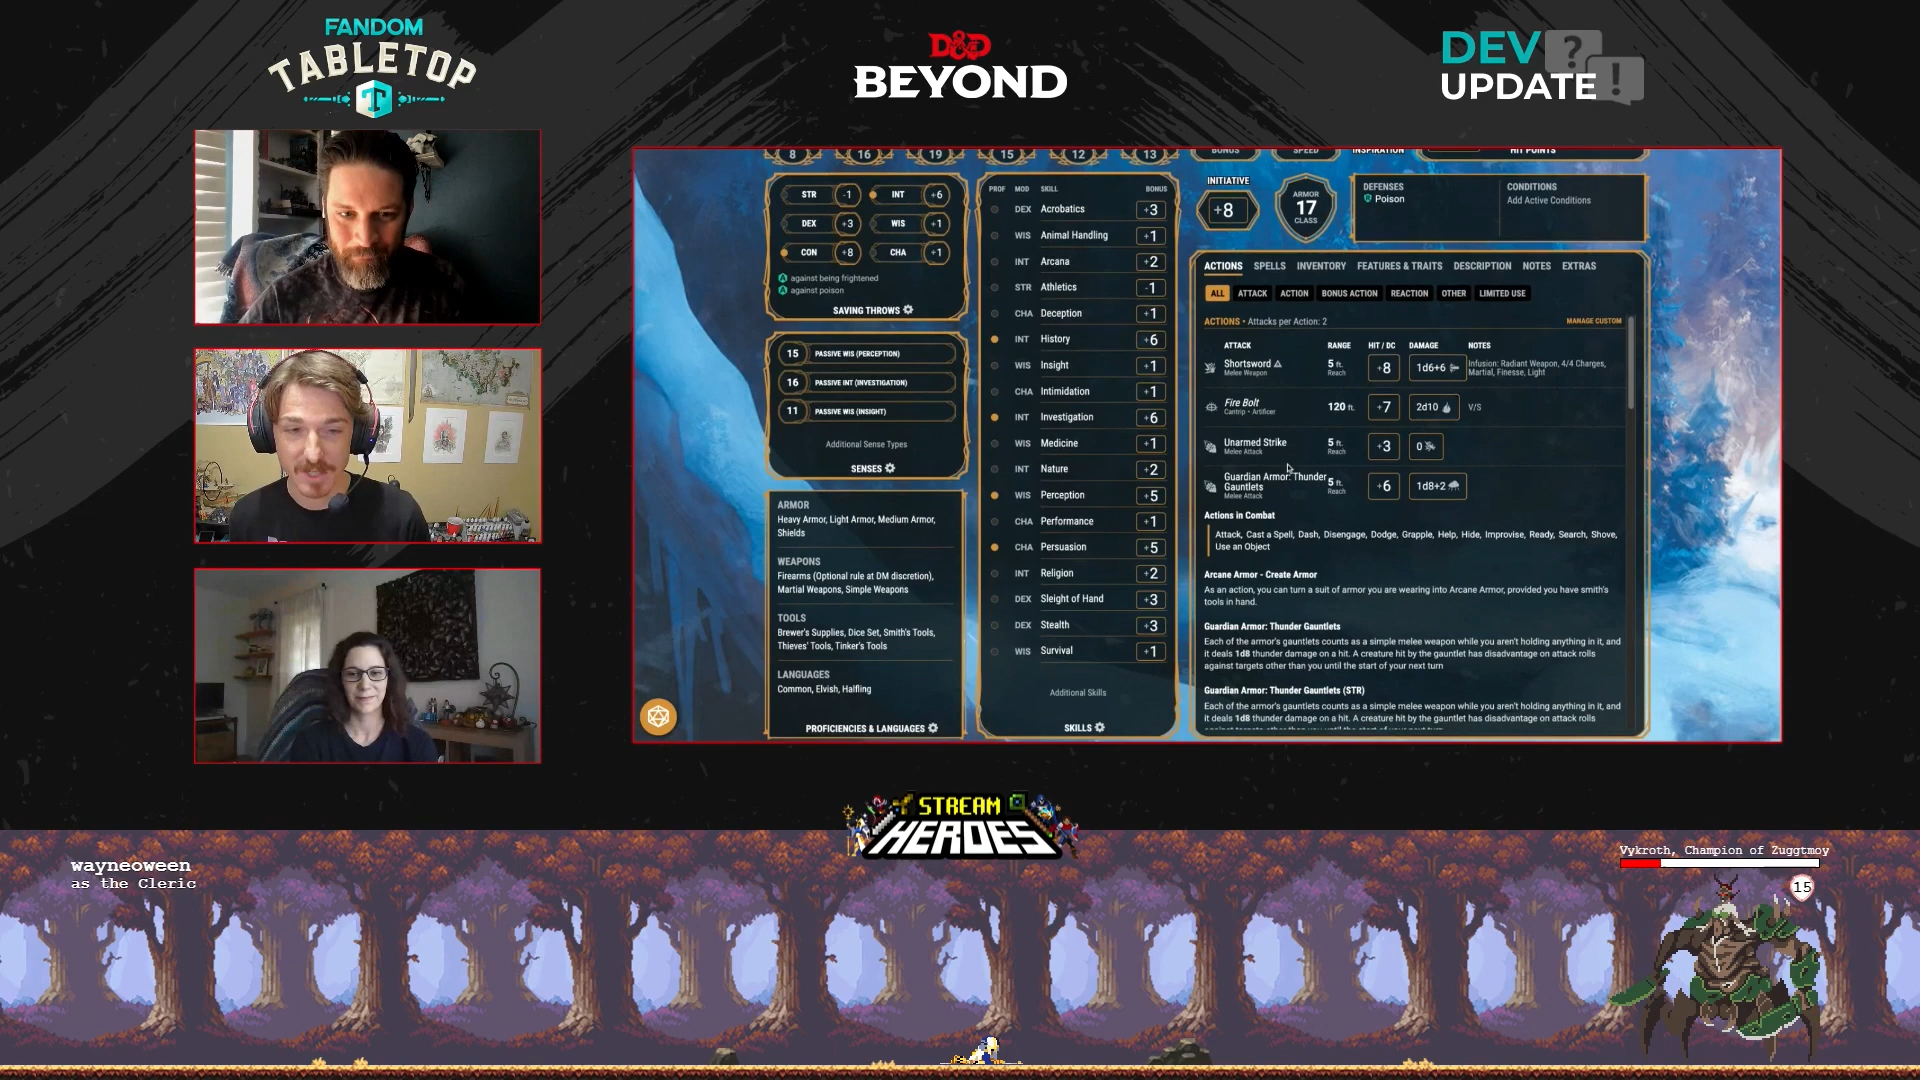 FANDOM
TABLETOP
T
D&D
BEYOND
DEV ?
UPDATE !
8 16 19 15 12 13
BONUS SPEED INSPIRATION HIT POINTS
STR -1 INT +6
DEX +3 WIS +1
CON +8 CHA +1
A against being frightened
A against poison
SAVING THROWS
15 PASSIVE WIS (PERCEPTION)
16 PASSIVE INT (INVESTIGATION)
11 PASSIVE WIS (INSIGHT)
Additional Sense Types
SENSES
ARMOR
Heavy Armor, Light Armor, Medium Armor,
Shields
WEAPONS
Firearms (Optional rule at DM discretion),
Martial Weapons, Simple Weapons
TOOLS
Brewer's Supplies, Dice Set, Smith's Tools,
Thieves' Tools, Tinker's Tools
LANGUAGES
Common, Elvish, Halfling
PROFICIENCIES & LANGUAGES
PROF MOD SKILL BONUS
DEX Acrobatics +3
WIS Animal Handling +1
INT Arcana +2
STR Athletics -1
CHA Deception +1
INT History +6
WIS Insight +1
CHA Intimidation +1
INT Investigation +6
WIS Medicine +1
INT Nature +2
WIS Perception +5
CHA Performance +1
CHA Persuasion +5
INT Religion +2
DEX Sleight of Hand +3
DEX Stealth +3
WIS Survival +1
Additional Skills
SKILLS
INITIATIVE
+8
ARMOR
17
CLASS
DEFENSES
Poison
CONDITIONS
Add Active Conditions
ACTIONS SPELLS INVENTORY FEATURES & TRAITS DESCRIPTION NOTES EXTRAS
ALL ATTACK ACTION BONUS ACTION REACTION OTHER LIMITED USE
ACTIONS • Attacks per Action: 2 MANAGE CUSTOM
ATTACK RANGE HIT / DC DAMAGE NOTES
Shortsword 5 ft. +8 1d6+6 Infusion: Radiant Weapon, 4/4 Charges,
Melee Weapon Reach Martial, Finesse, Light
Fire Bolt 120 ft. +7 2d10 V/S
Cantrip • Artificer
Unarmed Strike 5 ft. +3 0
Melee Attack Reach
Guardian Armor: Thunder
Gauntlets 5 ft. +6 1d8+2
Melee Attack Reach
Actions in Combat
Attack, Cast a Spell, Dash, Disengage, Dodge, Grapple, Help, Hide, Improvise, Ready, Search, Shove,
Use an Object
Arcane Armor - Create Armor
As an action, you can turn a suit of armor you are wearing into Arcane Armor, provided you have smith's
tools in hand.
Guardian Armor: Thunder Gauntlets
Each of the armor's gauntlets counts as a simple melee weapon while you aren't holding anything in it, and
it deals 1d8 thunder damage on a hit. A creature hit by the gauntlet has disadvantage on attack rolls
against targets other than you until the start of your next turn
Guardian Armor: Thunder Gauntlets (STR)
Each of the armor's gauntlets counts as a simple melee weapon while you aren't holding anything in it, and
it deals 1d8 thunder damage on a hit. A creature hit by the gauntlet has disadvantage on attack rolls
against targets other than you until the start of your next turn
STREAM
HEROES
wayneoween
as the Cleric
Vykroth, Champion of Zuggtmoy
15